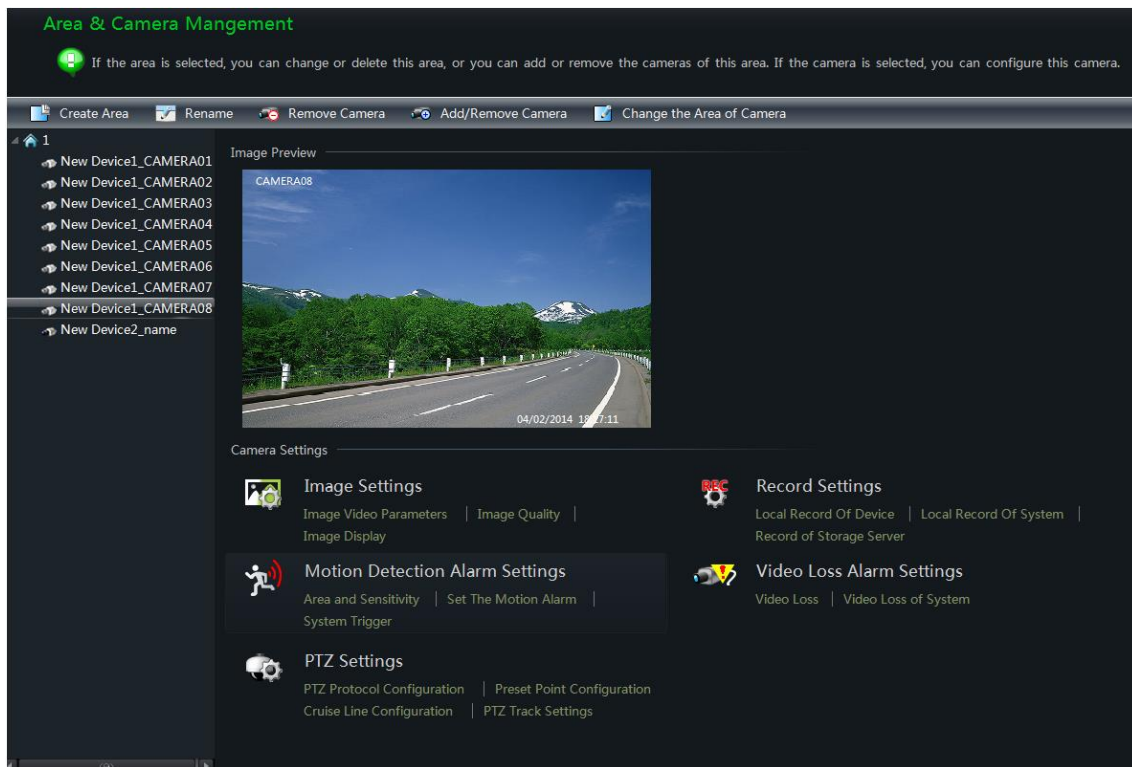 Area & Camera Mangement
If the area is selected, you can change or delete this area, or you can add or remove the cameras of this area. If the camera is selected, you can configure this camera.
Create Area Rename Remove Camera Add/Remove Camera Change the Area of Camera
1
New Device1_CAMERA01
New Device1_CAMERA02
New Device1_CAMERA03
New Device1_CAMERA04
New Device1_CAMERA05
New Device1_CAMERA06
New Device1_CAMERA07
New Device1_CAMERA08
New Device2_name
Image Preview
CAMERA08
04/02/2014
Camera Settings
Image Settings
Image Video Parameters | Image Quality |
Image Display
REC
Record Settings
Local Record Of Device | Local Record Of System |
Record of Storage Server
Motion Detection Alarm Settings
Area and Sensitivity | Set The Motion Alarm |
System Trigger
Video Loss Alarm Settings
Video Loss | Video Loss of System
PTZ Settings
PTZ Protocol Configuration | Preset Point Configuration
Cruise Line Configuration | PTZ Track Settings